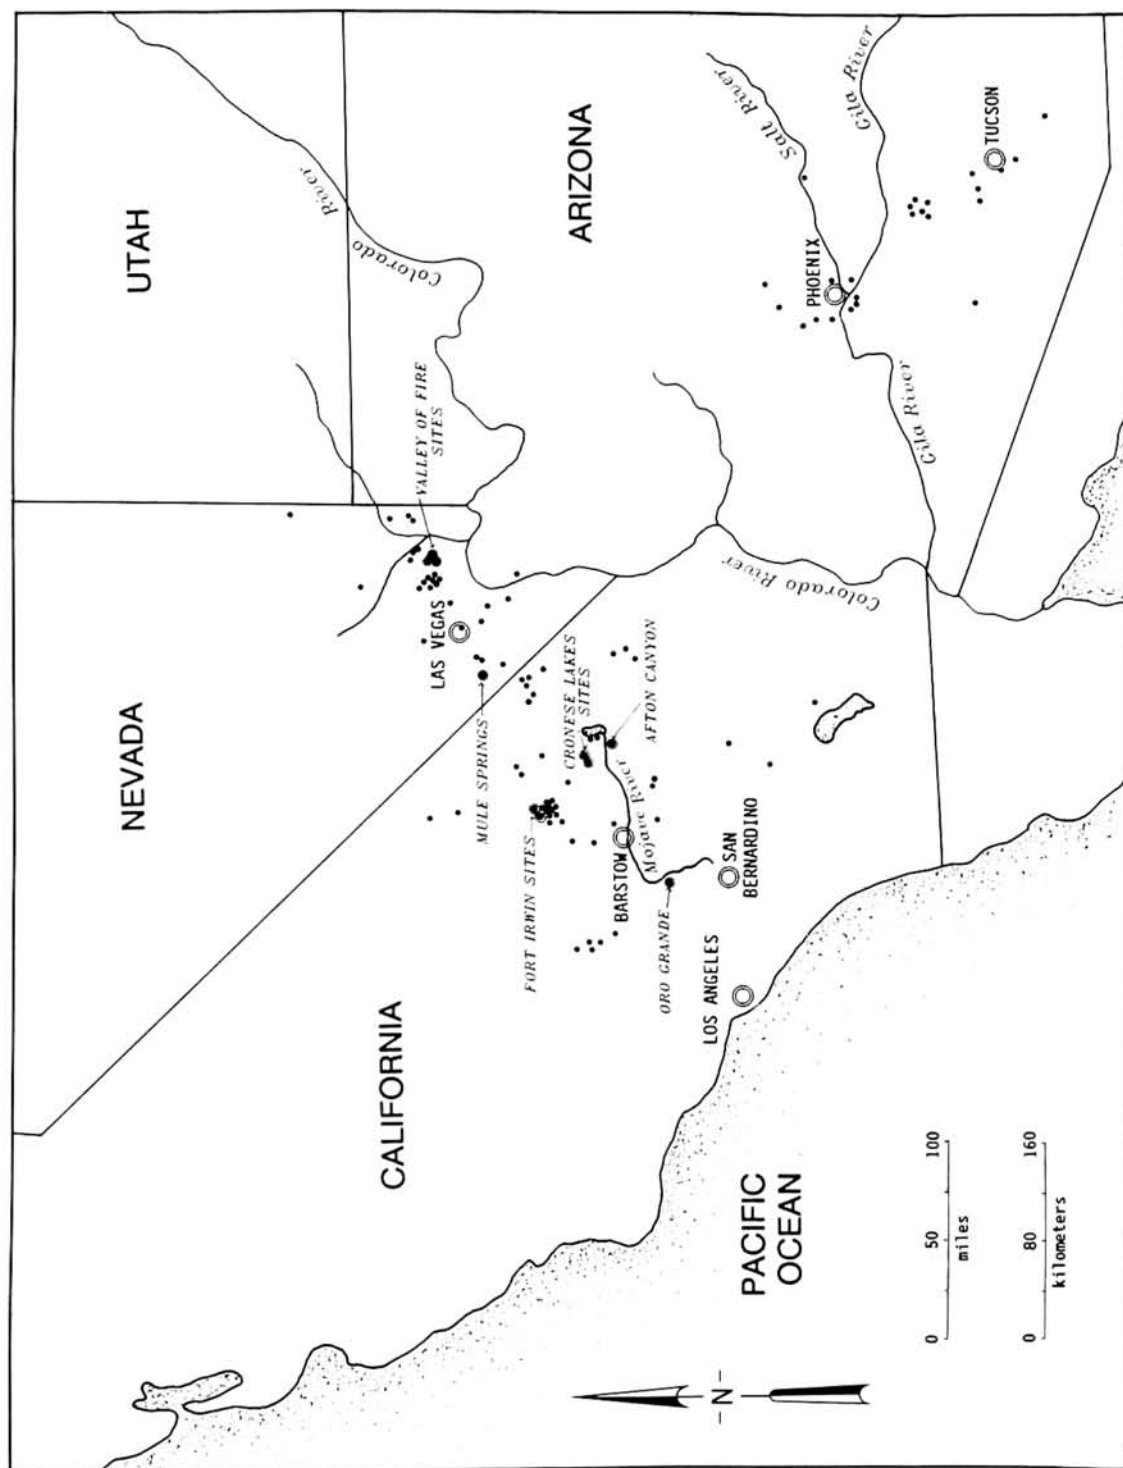 NEVADA
UTAH
Colorado
River
CALIFORNIA
ARIZONA
LAS VEGAS
VALLEY OF FIRE
SITES
MULE SPRINGS
FORT IRWIN SITES
CRONESE LAKES
SITES
AFTON CANYON
BARSTOW
Mojave River
ORO GRANDE
SAN
BERNARDINO
LOS ANGELES
Colorado River
Salt River
Gila River
PHOENIX
Gila River
TUCSON
PACIFIC
OCEAN
-N-
0 50 100
miles
0 80 160
kilometers